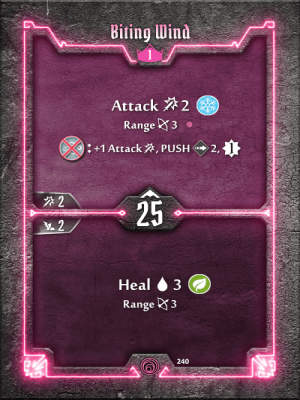 Biting Wind
1
Attack 2
Range 3
: +1 Attack, PUSH 2, 1
2
25
2
Heal 3
Range 3
240